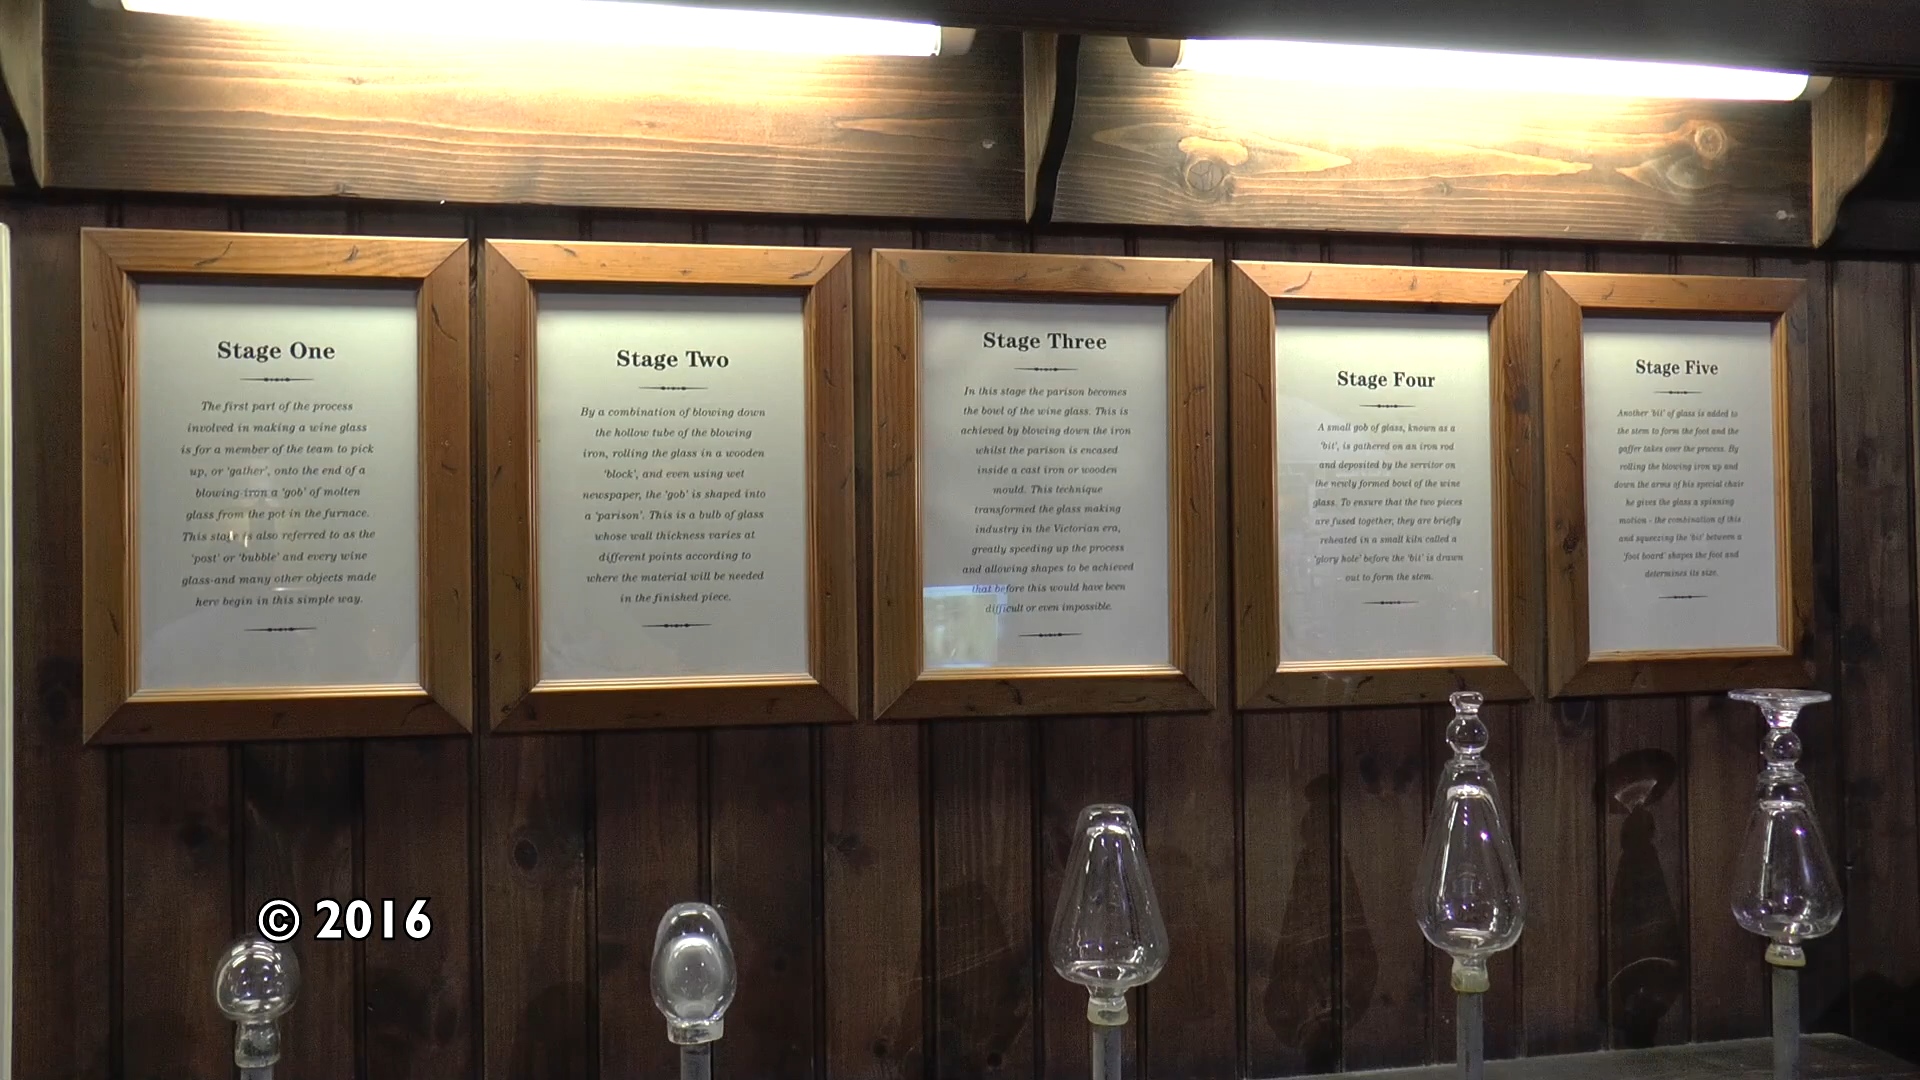 Stage One
The first part of the process
involved in making a wine glass
is for a member of the team to pick
up, or 'gather', onto the end of a
blowing-iron a 'gob' of molten
glass from the pot in the furnace.
This stage is also referred to as the
'post' or 'bubble' and every wine
glass-and many other objects made
here begin in this simple way.
Stage Two
By a combination of blowing down
the hollow tube of the blowing
iron, rolling the glass in a wooden
'block', and even using wet
newspaper, the 'gob' is shaped into
a 'parison'. This is a bulb of glass
whose wall thickness varies at
different points according to
where the material will be needed
in the finished piece.
Stage Three
In this stage the parison becomes
the bowl of the wine glass. This is
achieved by blowing down the iron
whilst the parison is encased
inside a cast iron or wooden
mould. This technique
transformed the glass making
industry in the Victorian era,
greatly speeding up the process
and allowing shapes to be achieved
that before this would have been
difficult or even impossible.
Stage Four
A small gob of glass, known as a
'bit', is gathered on an iron rod
and deposited by the servitor on
the newly formed bowl of the wine
glass. To ensure that the two pieces
are fused together, they are briefly
reheated in a small kiln called a
'glory hole' before the 'bit' is drawn
out to form the stem.
Stage Five
Another 'bit' of glass is added to
the stem to form the foot and the
gaffer takes over the process. By
rolling the blowing iron up and
down the arms of his special chair
he gives the glass a spinning
motion - the combination of this
and squeezing the 'bit' between a
'foot board' shapes the foot and
determines its size.
© 2016